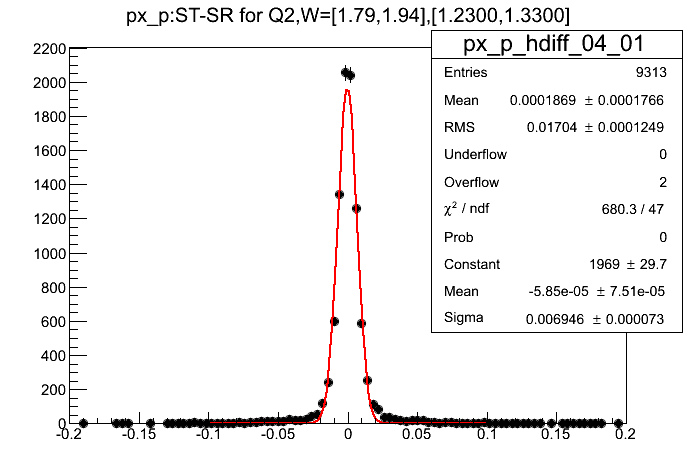 px_p:ST-SR for Q2,W=[1.79,1.94],[1.2300,1.3300]
px_p_hdiff_04_01
Entries 9313
Mean 0.0001869 ± 0.0001766
RMS 0.01704 ± 0.0001249
Underflow 0
Overflow 2
χ² / ndf 680.3 / 47
Prob 0
Constant 1969 ± 29.7
Mean -5.85e-05 ± 7.51e-05
Sigma 0.006946 ± 0.000073
2200
2000
1800
1600
1400
1200
1000
800
600
400
200
0
-0.2 -0.15 -0.1 -0.05 0 0.05 0.1 0.15 0.2